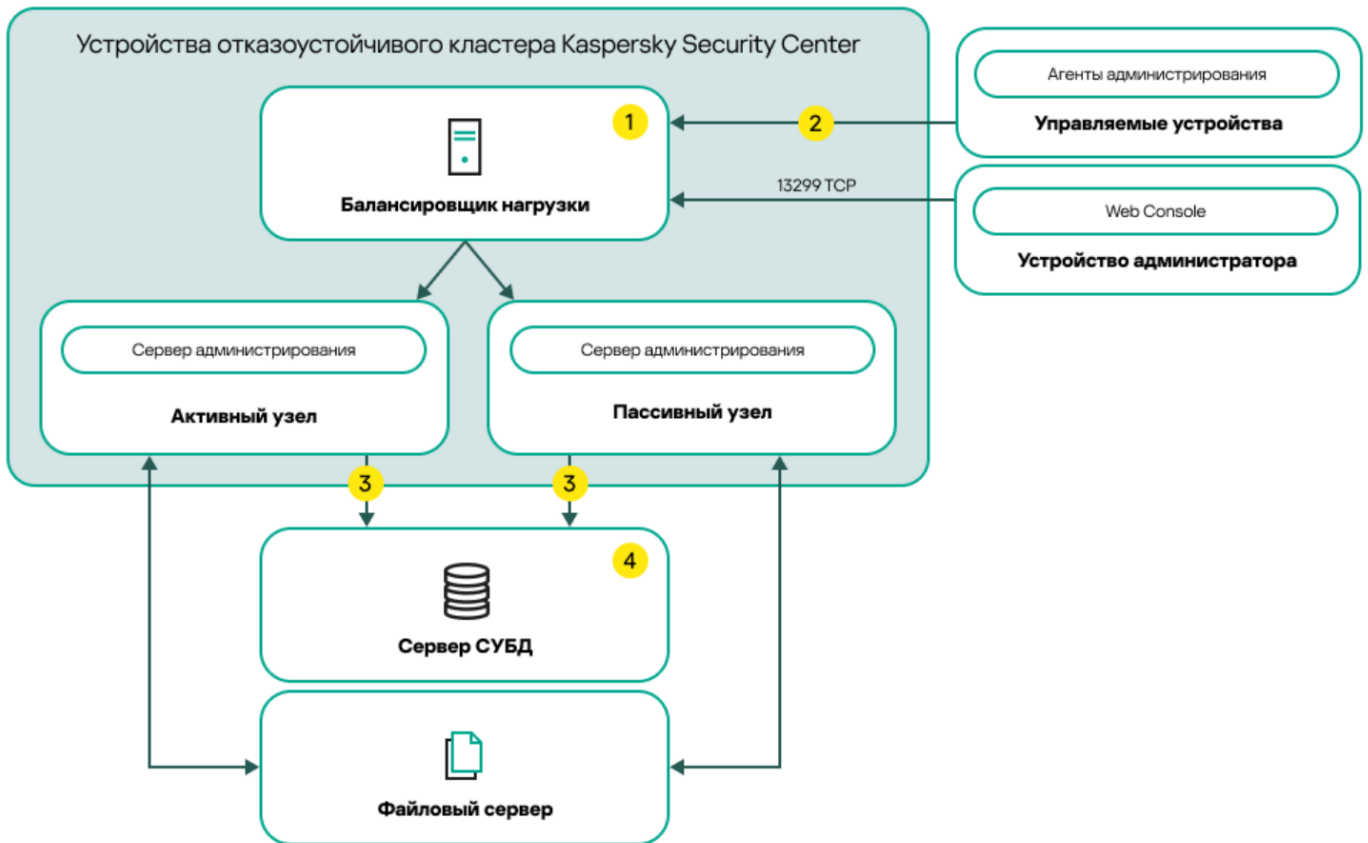 Устройства отказоустойчивого кластера Kaspersky Security Center
Агенты администрирования
Управляемые устройства
1
2
Балансировщик нагрузки
13299 TCP
Web Console
Устройство администратора
Сервер администрирования
Активный узел
Сервер администрирования
Пассивный узел
3
3
4
Сервер СУБД
Файловый сервер